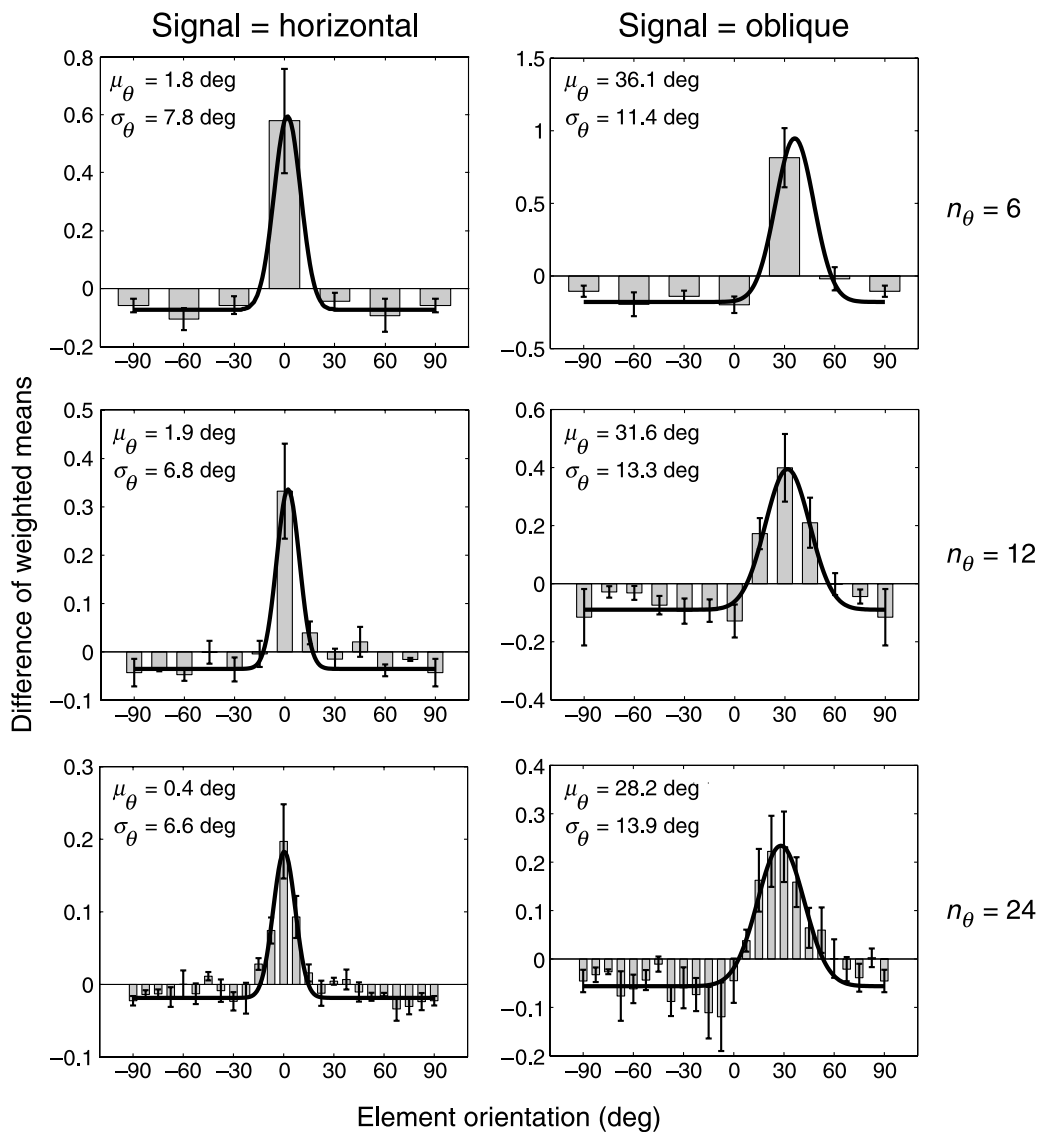 Signal = horizontal
Signal = oblique
μθ = 1.8 deg
σθ = 7.8 deg
0.8
0.6
0.4
0.2
0
−0.2
−90 −60 −30 0 30 60 90
μθ = 36.1 deg
σθ = 11.4 deg
1.5
1
0.5
0
−0.5
−90 −60 −30 0 30 60 90
nθ = 6
Difference of weighted means
μθ = 1.9 deg
σθ = 6.8 deg
0.5
0.4
0.3
0.2
0.1
0
−0.1
−90 −60 −30 0 30 60 90
μθ = 31.6 deg
σθ = 13.3 deg
0.6
0.4
0.2
0
−0.2
−0.4
−90 −60 −30 0 30 60 90
nθ = 12
μθ = 0.4 deg
σθ = 6.6 deg
0.3
0.2
0.1
0
−0.1
−90 −60 −30 0 30 60 90
μθ = 28.2 deg
σθ = 13.9 deg
0.4
0.3
0.2
0.1
0
−0.1
−0.2
−90 −60 −30 0 30 60 90
nθ = 24
Element orientation (deg)